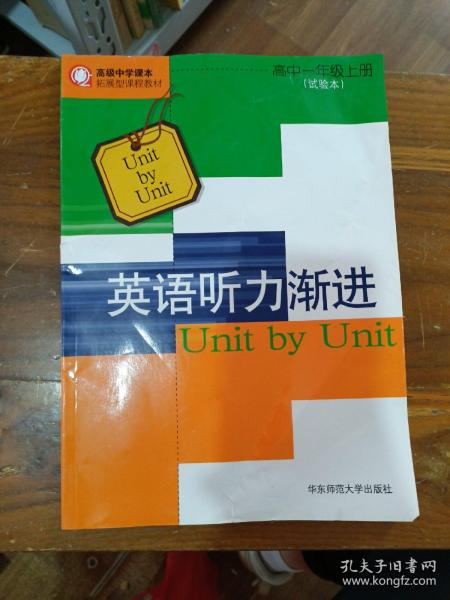 高级中学课本
拓展型课程教材
高中一年级上册
(试验本)
Unit
by
Unit
英语听力渐进
Unit by Unit
华东师范大学出版社
孔夫子旧书网
www.kongfz.com